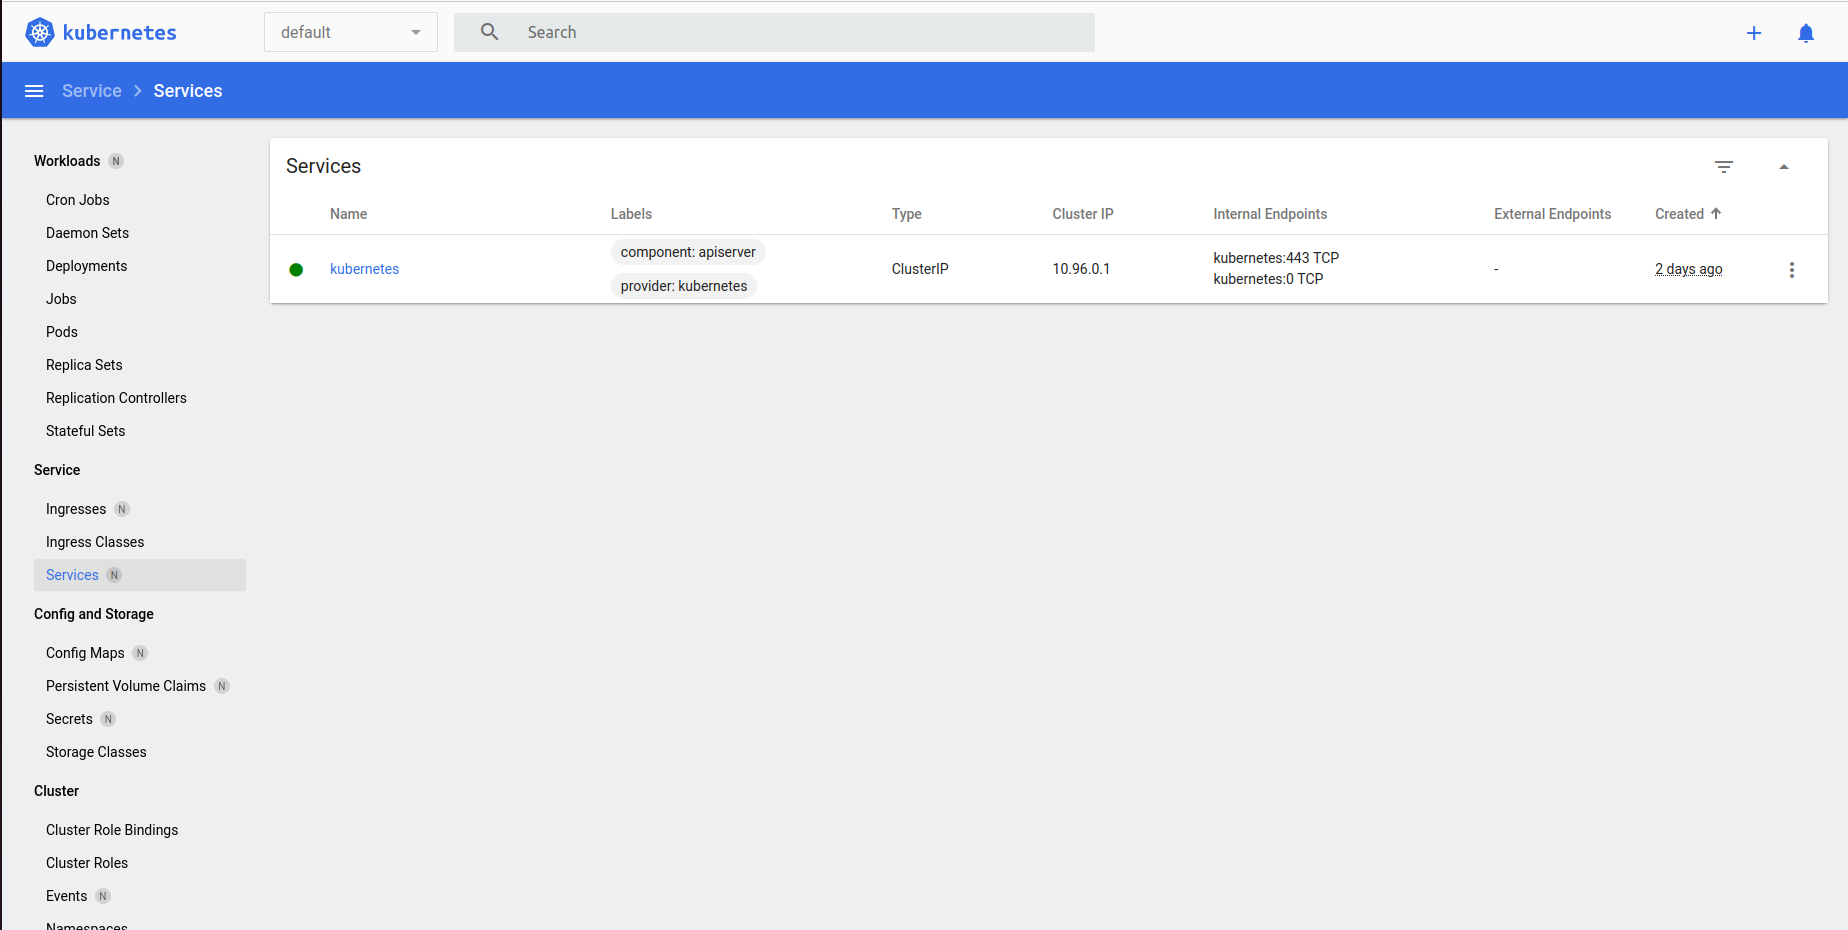 kubernetes
default
Search
Service
Services
Workloads N
Cron Jobs
Daemon Sets
Deployments
Jobs
Pods
Replica Sets
Replication Controllers
Stateful Sets
Service
Ingresses N
Ingress Classes
Services N
Config and Storage
Config Maps N
Persistent Volume Claims N
Secrets N
Storage Classes
Cluster
Cluster Role Bindings
Cluster Roles
Events N
Namespaces
Services
Name Labels Type Cluster IP Internal Endpoints External Endpoints Created
kubernetes
component: apiserver
provider: kubernetes
ClusterIP
10.96.0.1
kubernetes:443 TCP
kubernetes:0 TCP
-
2 days ago